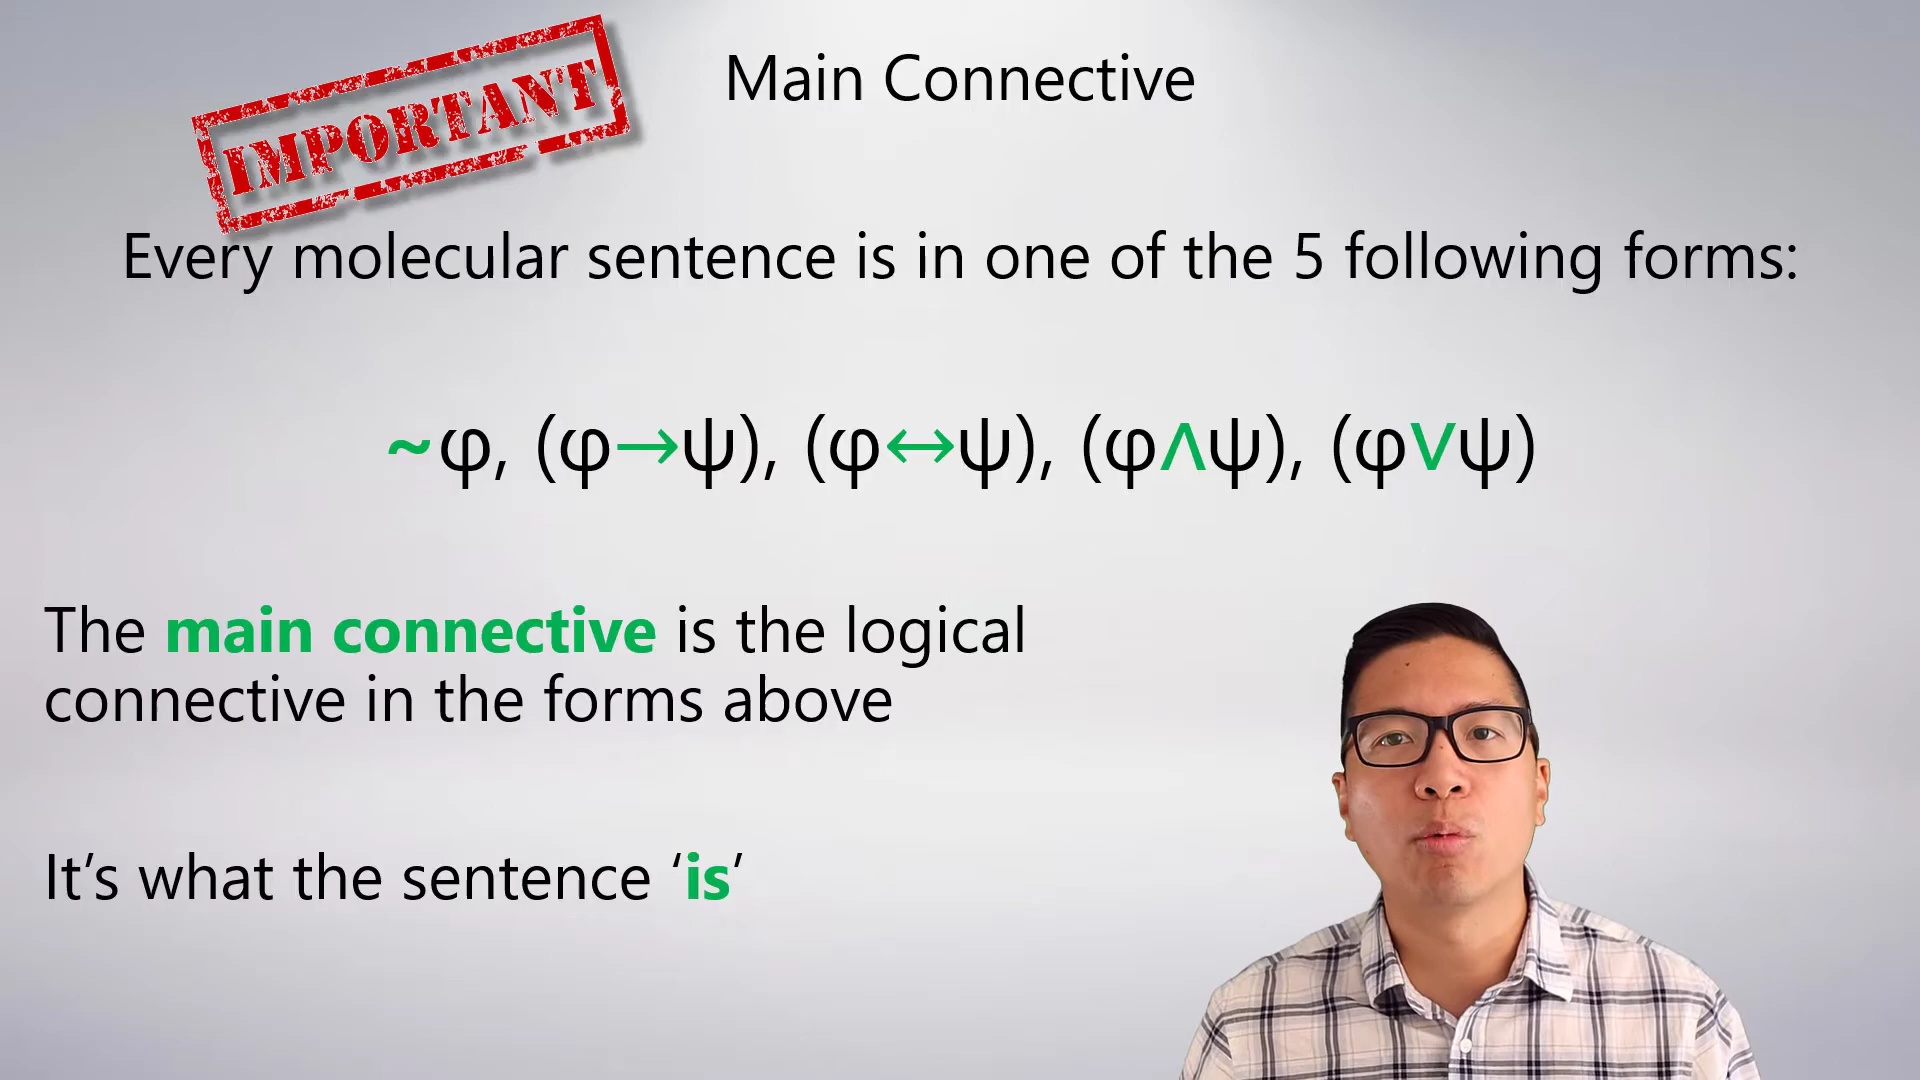 IMPORTANT
Main Connective
Every molecular sentence is in one of the 5 following forms:
~φ, (φ→ψ), (φ↔ψ), (φ∧ψ), (φ∨ψ)
The main connective is the logical
connective in the forms above
It’s what the sentence ‘is’